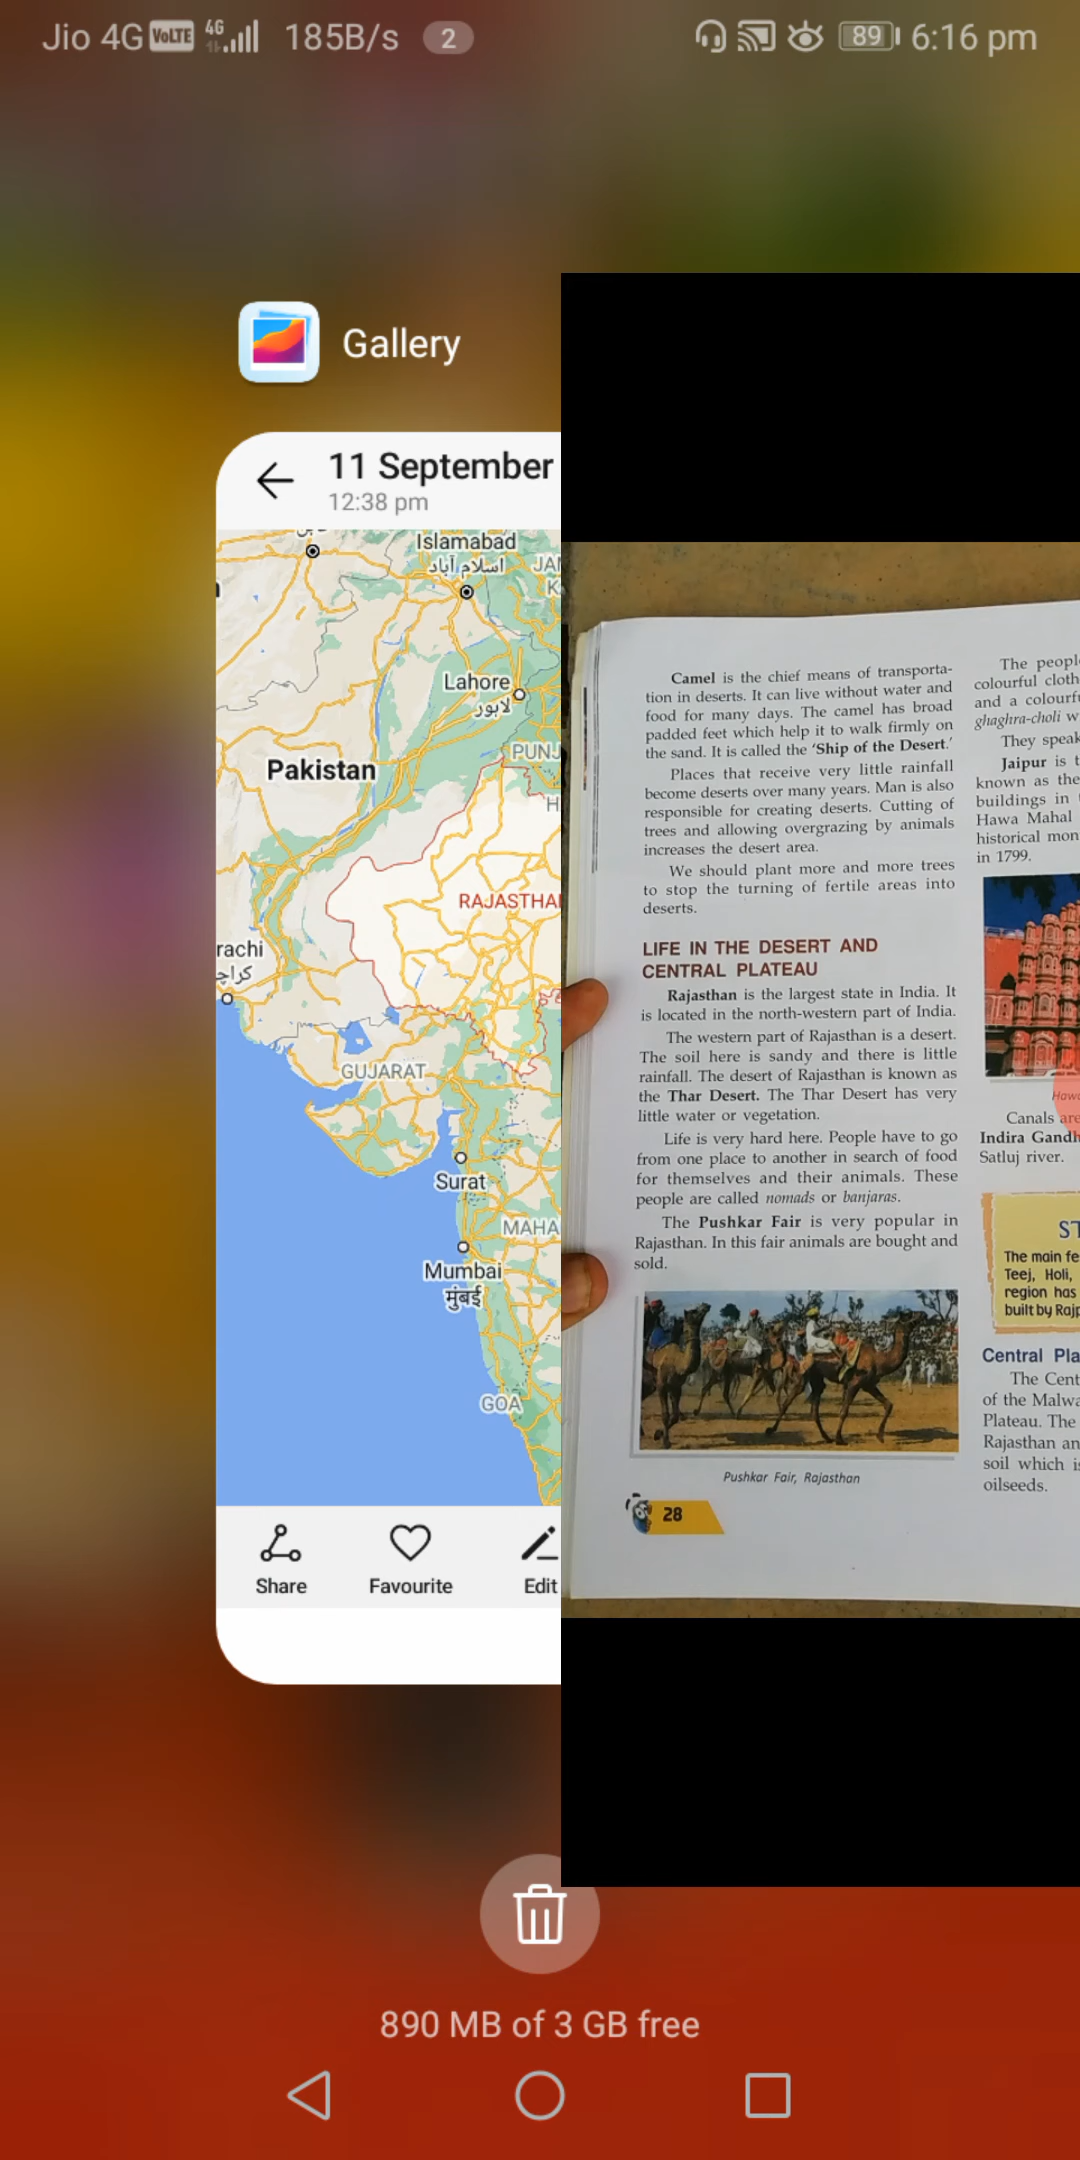 Jio 4G VoLTE 4G 185B/s 2 89 6:16 pm
Gallery
11 September
12:38 pm
Islamabad
اسلام آباد
Lahore
لاہور
PUNJ
Pakistan
RAJASTHA
rachi
GUJARAT
Surat
MAHA
Mumbai
मुंबई
GOA
Share
Favourite
Edit
Camel is the chief means of transporta-
tion in deserts. It can live without water and
food for many days. The camel has broad
padded feet which help it to walk firmly on
the sand. It is called the 'Ship of the Desert.'
Places that receive very little rainfall
become deserts over many years. Man is also
responsible for creating deserts. Cutting of
trees and allowing overgrazing by animals
increases the desert area.
We should plant more and more trees
to stop the turning of fertile areas into
deserts.
LIFE IN THE DESERT AND
CENTRAL PLATEAU
Rajasthan is the largest state in India. It
is located in the north-western part of India.
The western part of Rajasthan is a desert.
The soil here is sandy and there is little
rainfall. The desert of Rajasthan is known as
the Thar Desert. The Thar Desert has very
little water or vegetation.
Life is very hard here. People have to go
from one place to another in search of food
for themselves and their animals. These
people are called nomads or banjaras.
The Pushkar Fair is very popular in
Rajasthan. In this fair animals are bought and
sold.
Pushkar Fair, Rajasthan
28
The people
colourful cloth
and a colourf
ghaghra-choli w
They speak
Jaipur is t
known as the
buildings in
Hawa Mahal
historical mon
in 1799.
Hawa
Canals are
Indira Gandh
Satluj river.
ST
The main fe
Teej, Holi,
region has
built by Rajp
Central Pla
The Cent
of the Malwa
Plateau. The
Rajasthan an
soil which is
oilseeds.
890 MB of 3 GB free